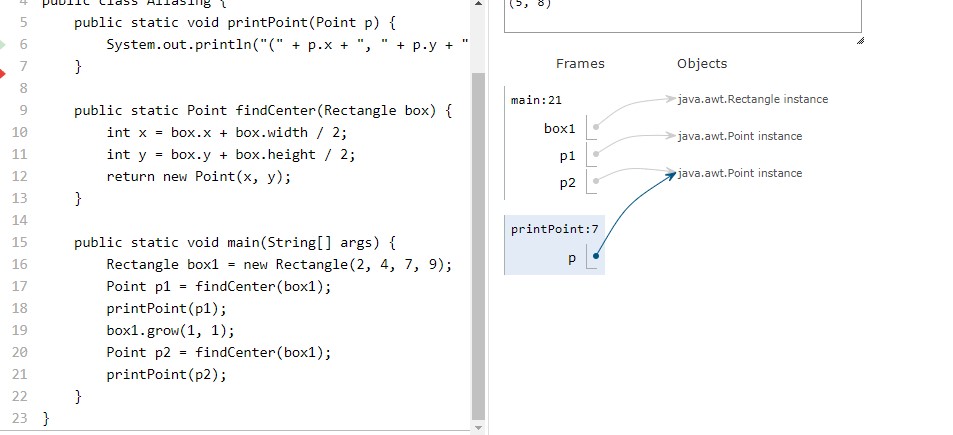 4 public class Aliasing {
5 public static void printPoint(Point p) {
6 System.out.println("(" + p.x + ", " + p.y + "
7 }
8
9 public static Point findCenter(Rectangle box) {
10 int x = box.x + box.width / 2;
11 int y = box.y + box.height / 2;
12 return new Point(x, y);
13 }
14
15 public static void main(String[] args) {
16 Rectangle box1 = new Rectangle(2, 4, 7, 9);
17 Point p1 = findCenter(box1);
18 printPoint(p1);
19 box1.grow(1, 1);
20 Point p2 = findCenter(box1);
21 printPoint(p2);
22 }
23 }
(5, 8)
Frames Objects
main:21
box1
p1
p2
java.awt.Rectangle instance
java.awt.Point instance
java.awt.Point instance
printPoint:7
p